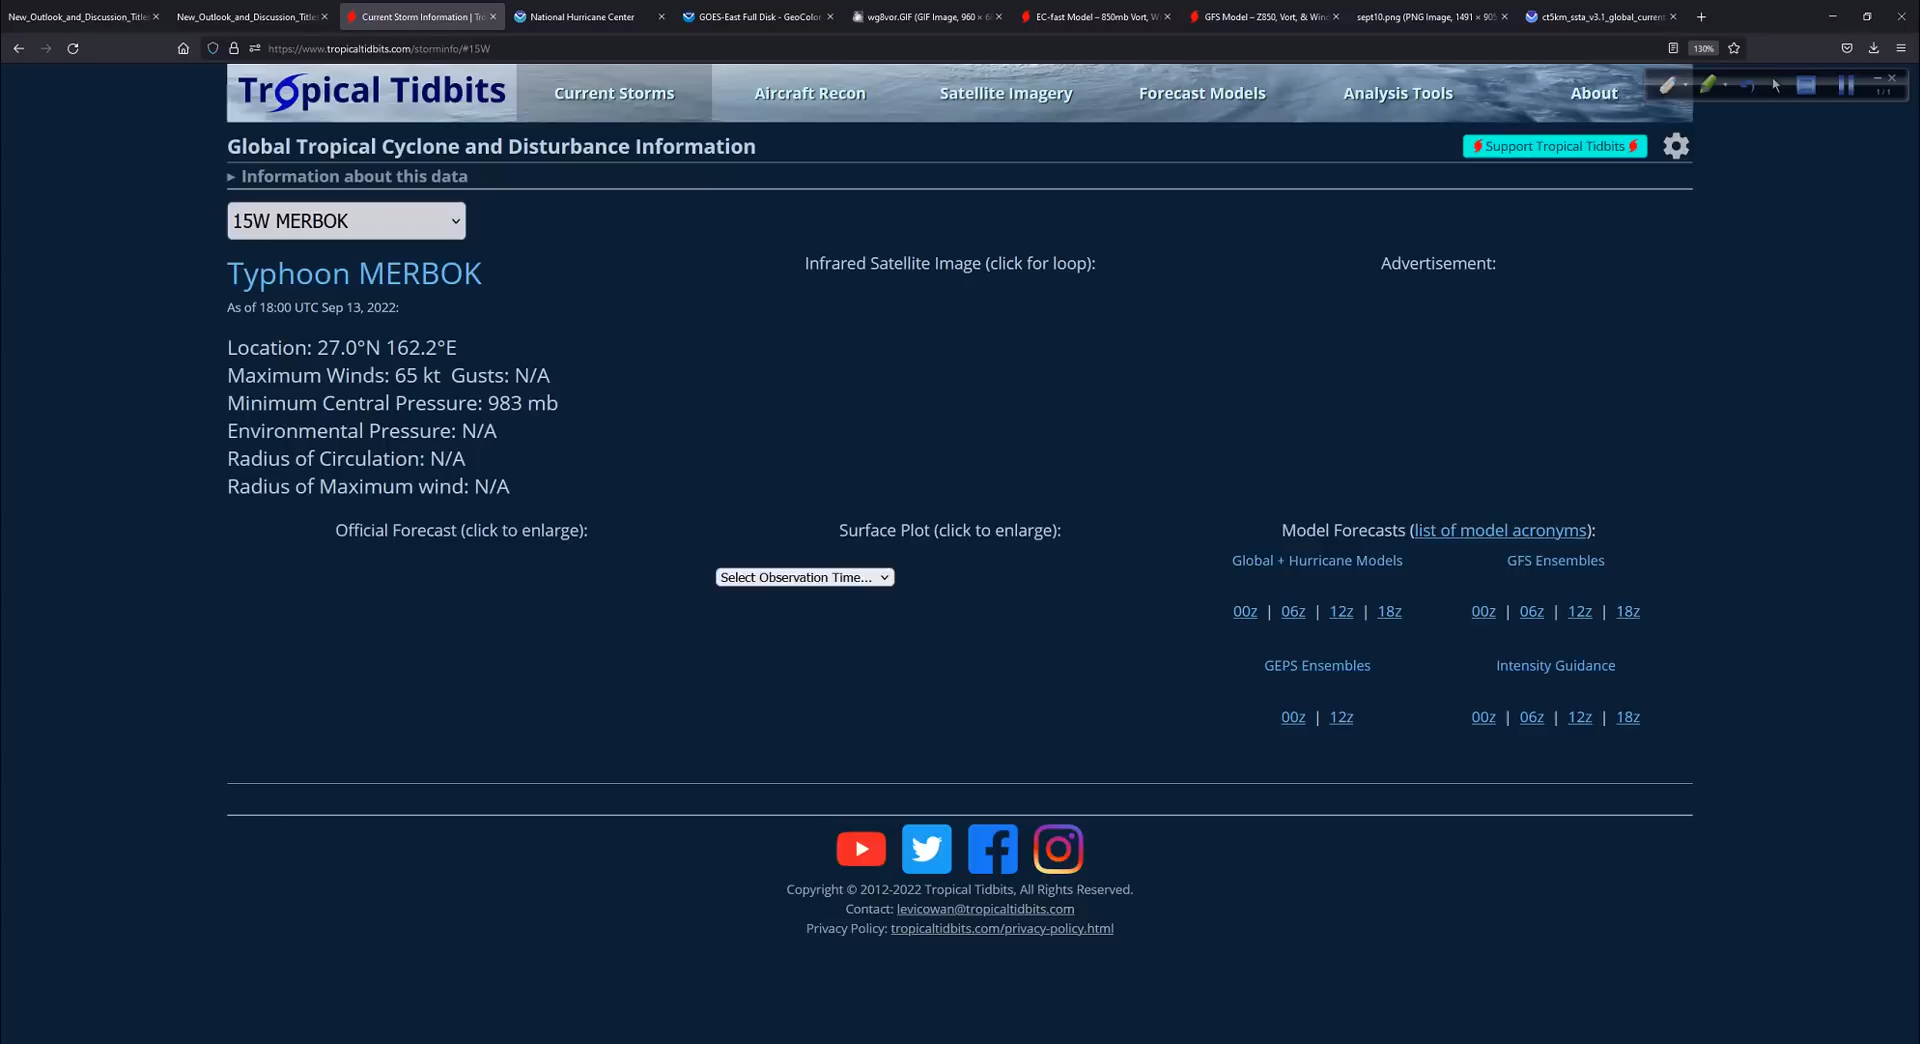 New_Outlook_and_Discussion_Titles
New_Outlook_and_Discussion_Titles
Current Storm Information | Tro
National Hurricane Center
GOES-East Full Disk - GeoColor
wg8vor.GIF (GIF Image, 960 ×
EC-fast Model – 850mb Vort, W
GFS Model – Z850, Vort, & Wind
sept10.png (PNG Image, 1491 × 905
ct5km_ssta_v3.1_global_current
https://www.tropicaltidbits.com/storminfo/#15W
130%
Tropical Tidbits
Current Storms
Aircraft Recon
Satellite Imagery
Forecast Models
Analysis Tools
About
1 / 1
Global Tropical Cyclone and Disturbance Information
Support Tropical Tidbits
▸ Information about this data
15W MERBOK
Typhoon MERBOK
As of 18:00 UTC Sep 13, 2022:
Infrared Satellite Image (click for loop):
Advertisement:
Location: 27.0°N 162.2°E
Maximum Winds: 65 kt Gusts: N/A
Minimum Central Pressure: 983 mb
Environmental Pressure: N/A
Radius of Circulation: N/A
Radius of Maximum wind: N/A
Official Forecast (click to enlarge):
Surface Plot (click to enlarge):
Select Observation Time...
Model Forecasts (list of model acronyms):
Global + Hurricane Models
GFS Ensembles
00z | 06z | 12z | 18z
00z | 06z | 12z | 18z
GEPS Ensembles
Intensity Guidance
00z | 12z
00z | 06z | 12z | 18z
Copyright © 2012-2022 Tropical Tidbits, All Rights Reserved.
Contact: levicowan@tropicaltidbits.com
Privacy Policy: tropicaltidbits.com/privacy-policy.html